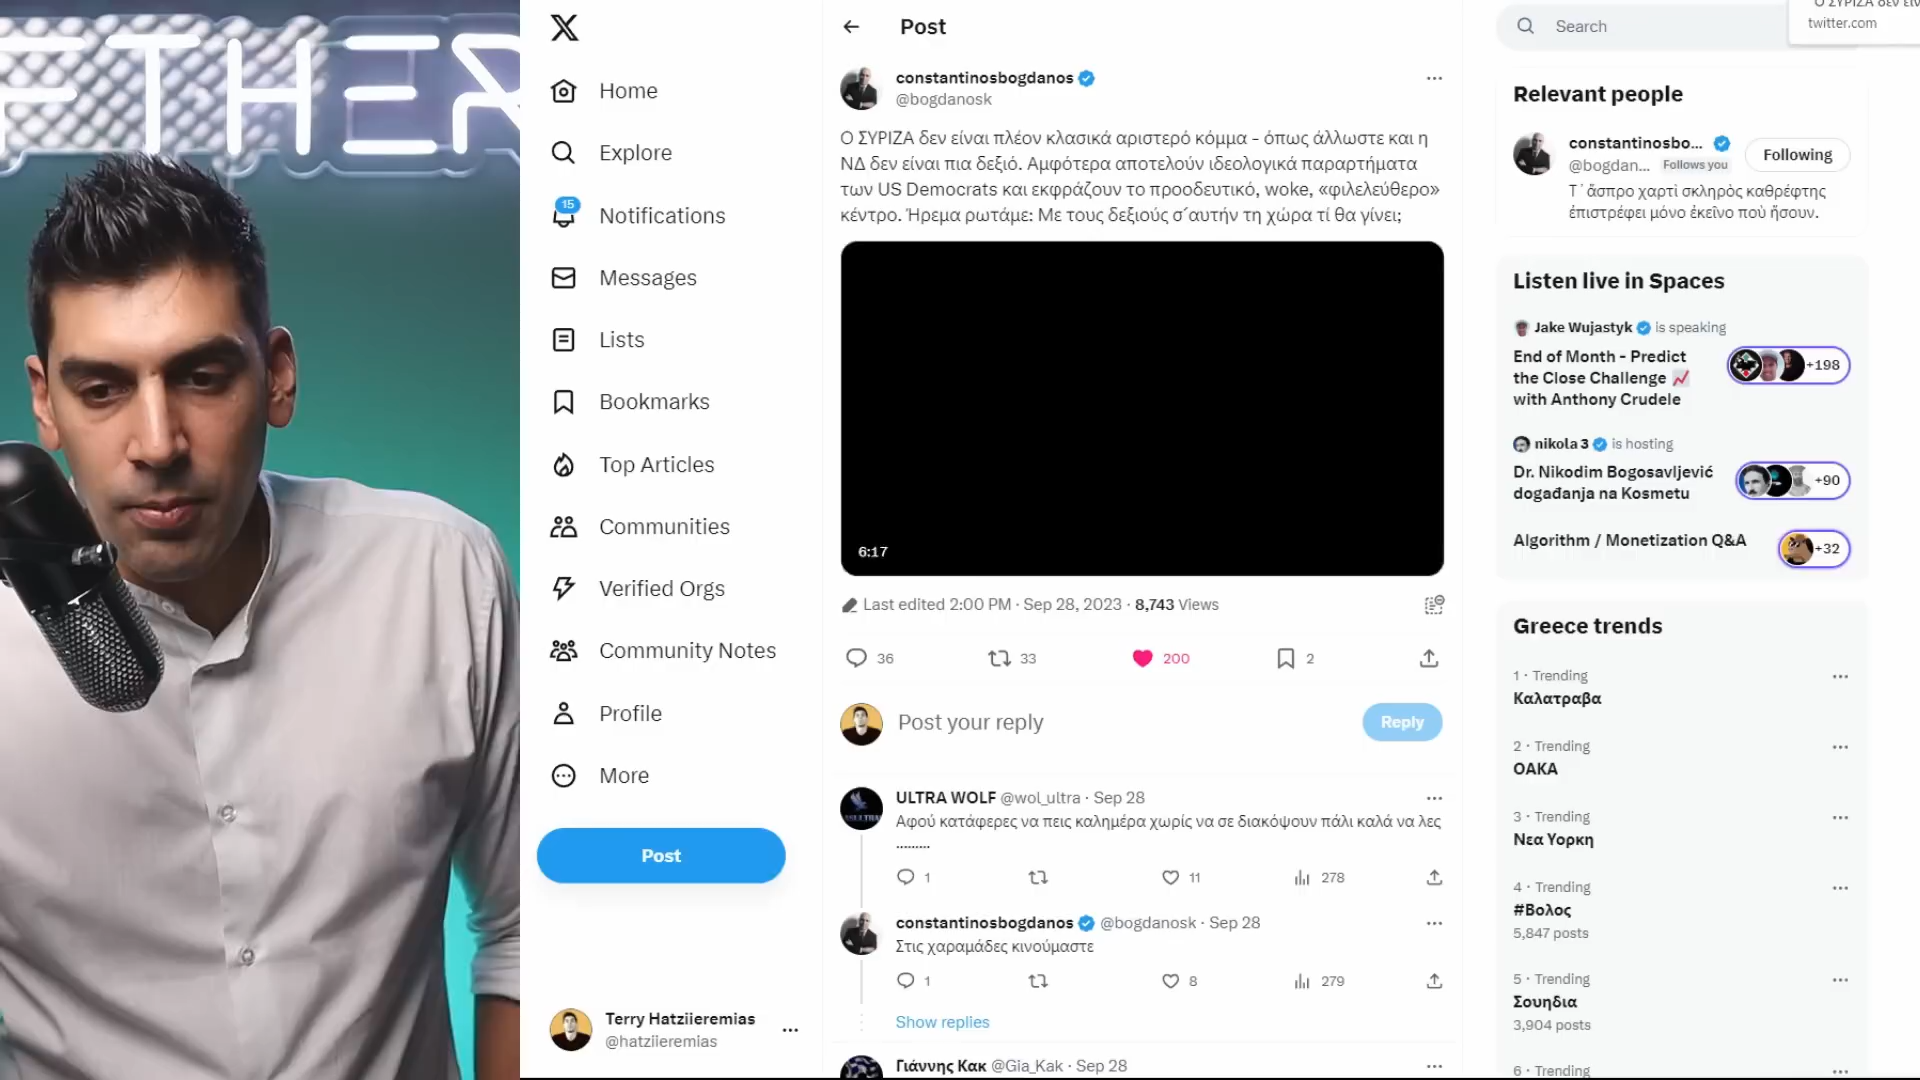 F THE
Home
Explore
15
Notifications
Messages
Lists
Bookmarks
Top Articles
Communities
Verified Orgs
Community Notes
Profile
More
Post
Terry Hatziieremias
@hatziieremias
Post
constantinosbogdanos
@bogdanosk
Ο ΣΥΡΙΖΑ δεν είναι πλέον κλασικά αριστερό κόμμα - όπως άλλωστε και η
ΝΔ δεν είναι πια δεξιό. Αμφότερα αποτελούν ιδεολογικά παραρτήματα
των US Democrats και εκφράζουν το προοδευτικό, woke, «φιλελεύθερο»
κέντρο. Ήρεμα ρωτάμε: Με τους δεξιούς σ΄αυτήν τη χώρα τί θα γίνει;
6:17
Last edited 2:00 PM · Sep 28, 2023 · 8,743 Views
36 33 200 2
Post your reply
Reply
ULTRA WOLF @wol_ultra · Sep 28
Αφού κατάφερες να πεις καλημέρα χωρίς να σε διακόψουν πάλι καλά να λες
.........
1 11 278
constantinosbogdanos @bogdanosk · Sep 28
Στις χαραμάδες κινούμαστε
1 8 279
Show replies
Γιάννης Κακ @Gia_Kak · Sep 28
Search
twitter.com
Relevant people
constantinosbo...
@bogdan... Follows you
Following
Τ᾽ ἄσπρο χαρτὶ σκληρὸς καθρέφτης
ἐπιστρέφει μόνο ἐκεῖνο ποὺ ἤσουν.
Listen live in Spaces
Jake Wujastyk is speaking
End of Month - Predict
the Close Challenge
with Anthony Crudele
+198
nikola 3 is hosting
Dr. Nikodim Bogosavljević
događanja na Kosmetu
+90
Algorithm / Monetization Q&A
+32
Greece trends
1 · Trending
Καλατραβα
2 · Trending
ΟΑΚΑ
3 · Trending
Νεα Υορκη
4 · Trending
#Βολος
5,847 posts
5 · Trending
Σουηδια
3,904 posts
6 · Trending